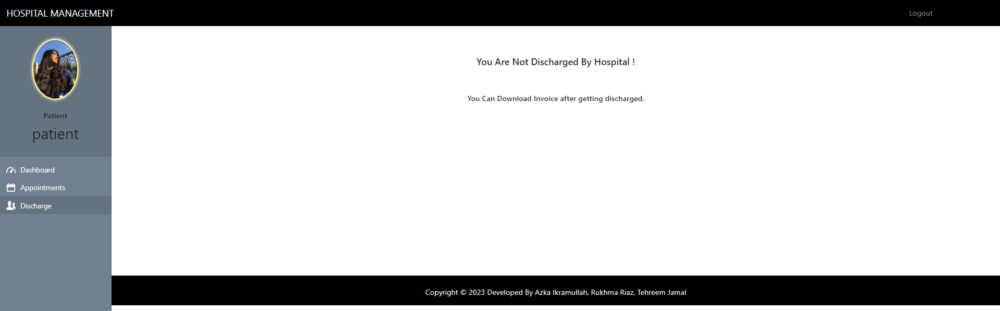 HOSPITAL MANAGEMENT
Logout
Patient
patient
Dashboard
Appointments
Discharge
You Are Not Discharged By Hospital !
You Can Download Invoice after getting discharged.
Copyright © 2023 Developed By Azka Ikramullah, Rukhma Riaz, Tehreem Jamal